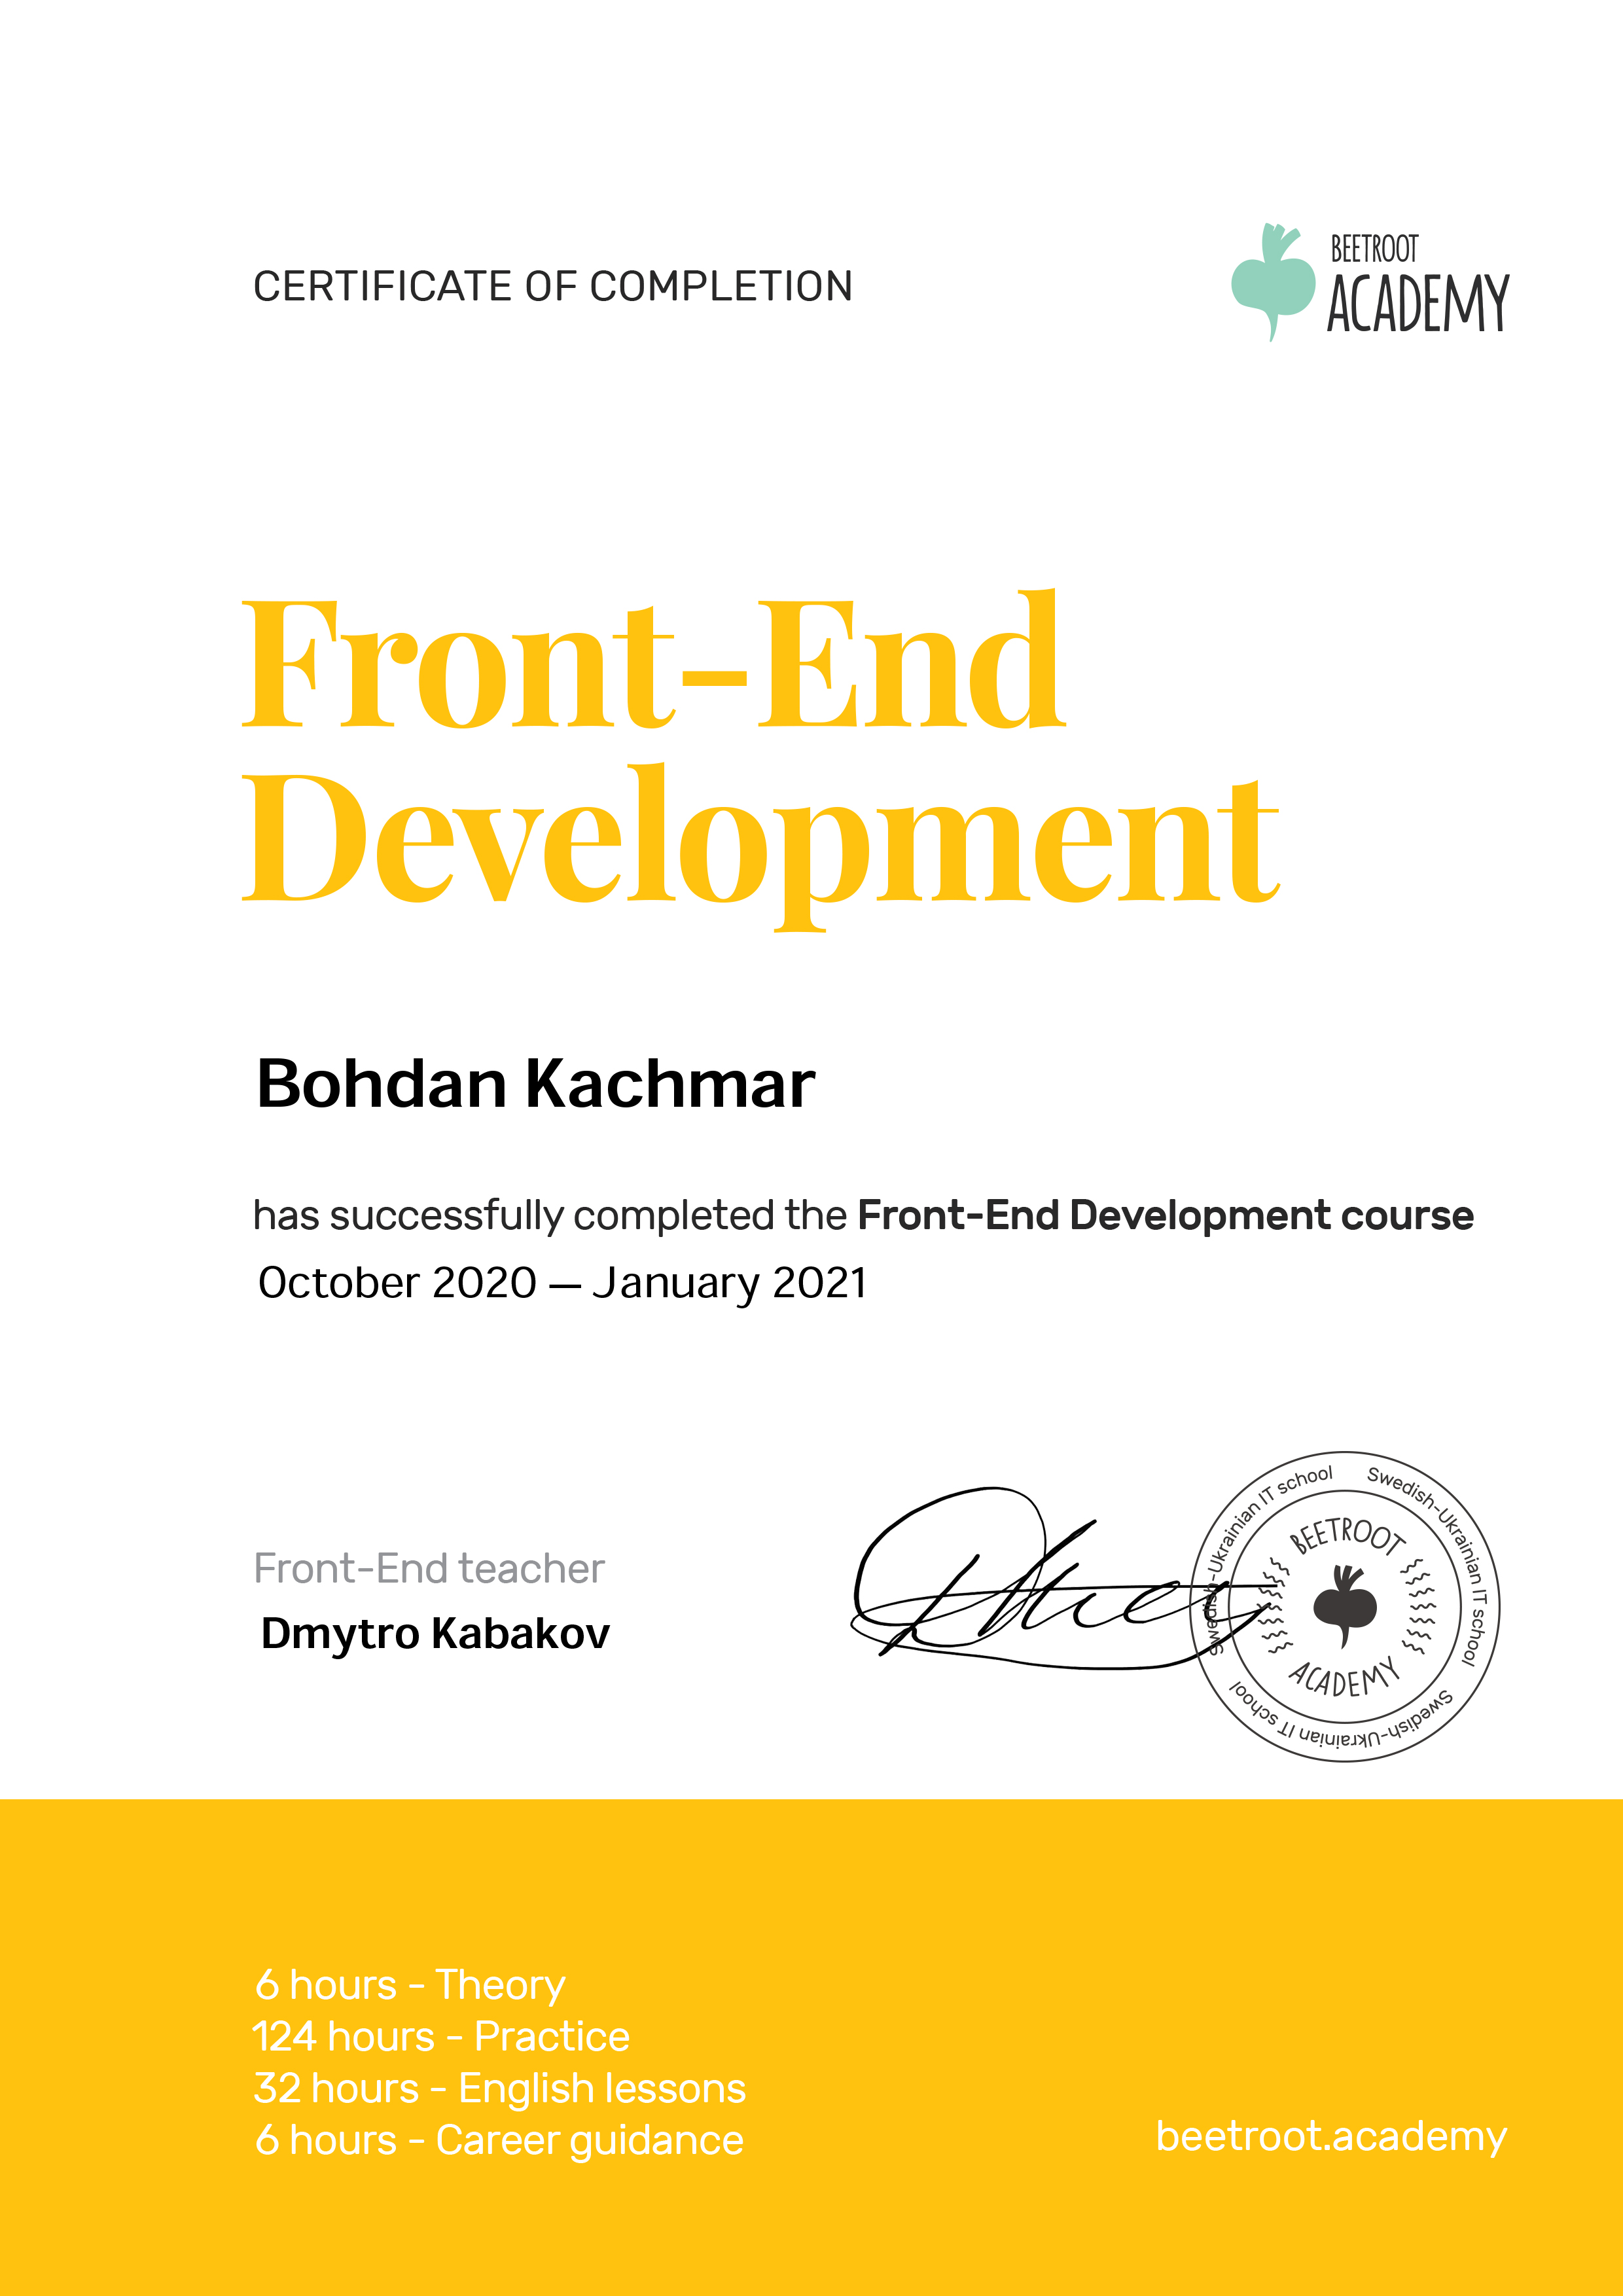 CERTIFICATE OF COMPLETION
BEETROOT
ACADEMY
Front-End
Development
Bohdan Kachmar
has successfully completed the Front-End Development course
October 2020 — January 2021
Front-End teacher
Dmytro Kabakov
Swedish-Ukrainian IT school
Swedish-Ukrainian IT school
Swedish-Ukrainian IT school
BEETROOT
ACADEMY
6 hours - Theory
124 hours - Practice
32 hours - English lessons
6 hours - Career guidance
beetroot.academy